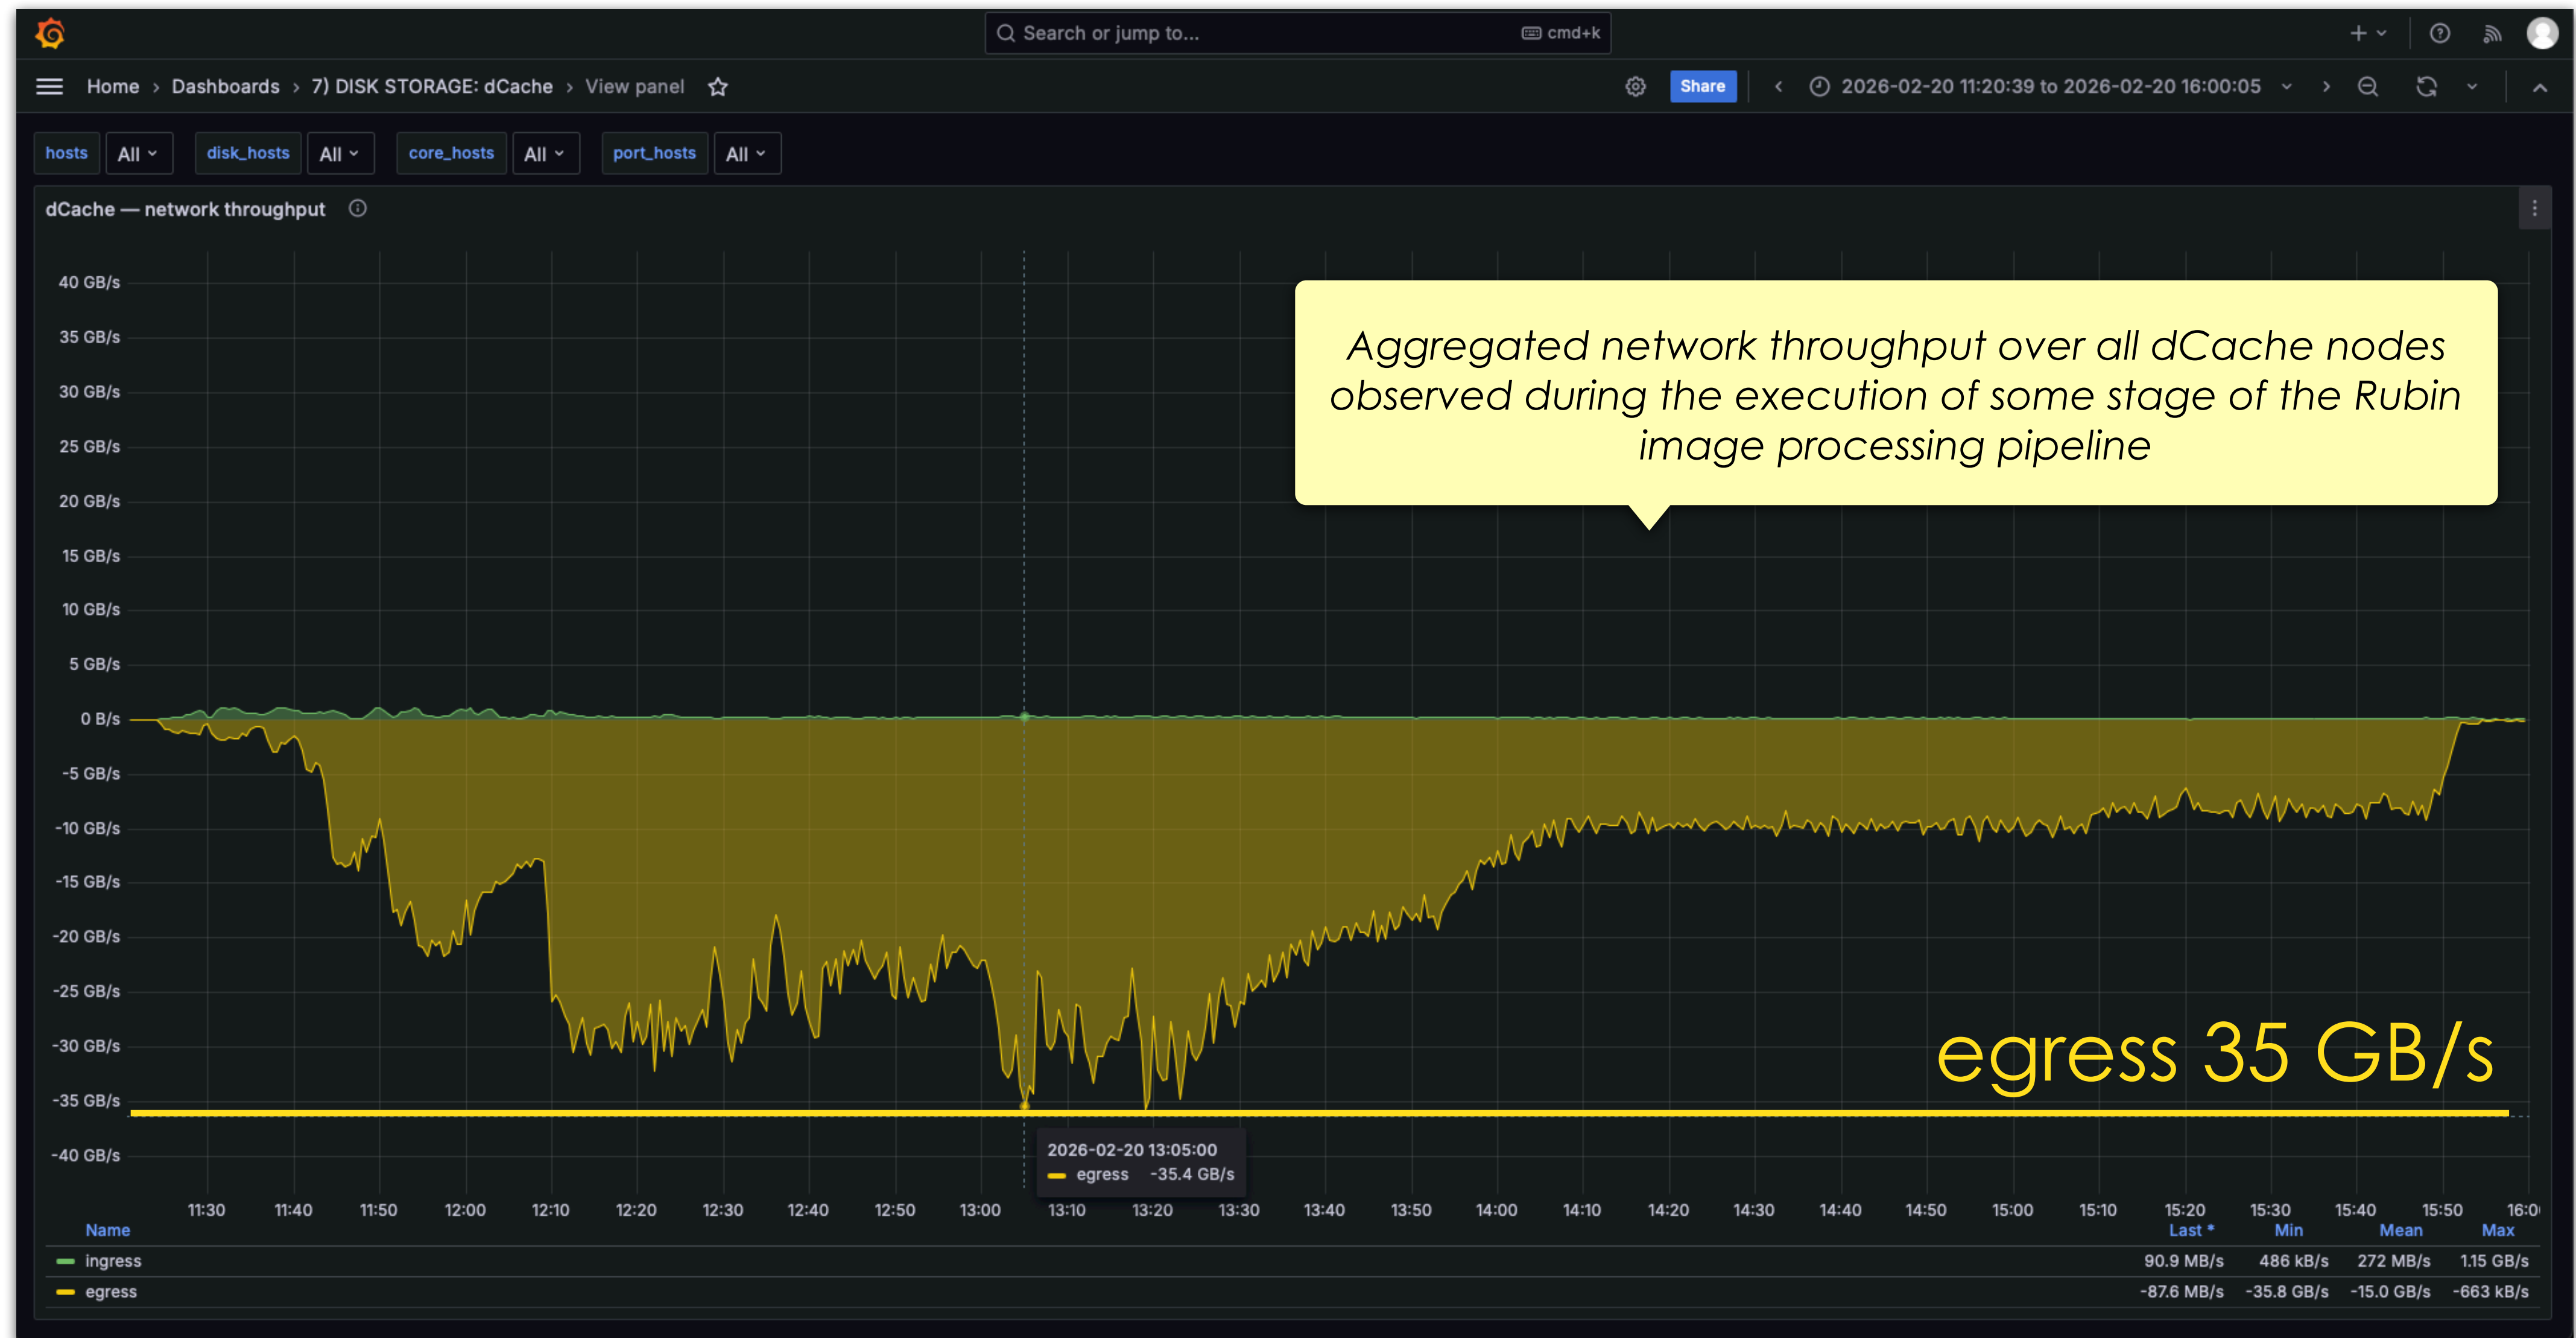 Search or jump to... cmd+k
Home > Dashboards > 7) DISK STORAGE: dCache > View panel
Share
2026-02-20 11:20:39 to 2026-02-20 16:00:05
hosts All disk_hosts All core_hosts All port_hosts All
dCache — network throughput
40 GB/s
35 GB/s
30 GB/s
25 GB/s
20 GB/s
15 GB/s
10 GB/s
5 GB/s
0 B/s
-5 GB/s
-10 GB/s
-15 GB/s
-20 GB/s
-25 GB/s
-30 GB/s
-35 GB/s
-40 GB/s
Aggregated network throughput over all dCache nodes
observed during the execution of some stage of the Rubin
image processing pipeline
egress 35 GB/s
2026-02-20 13:05:00
egress -35.4 GB/s
11:30 11:40 11:50 12:00 12:10 12:20 12:30 12:40 12:50 13:00 13:10 13:20 13:30 13:40 13:50 14:00 14:10 14:20 14:30 14:40 14:50 15:00 15:10 15:20 15:30 15:40 15:50 16:0
Name Last * Min Mean Max
ingress 90.9 MB/s 486 kB/s 272 MB/s 1.15 GB/s
egress -87.6 MB/s -35.8 GB/s -15.0 GB/s -663 kB/s